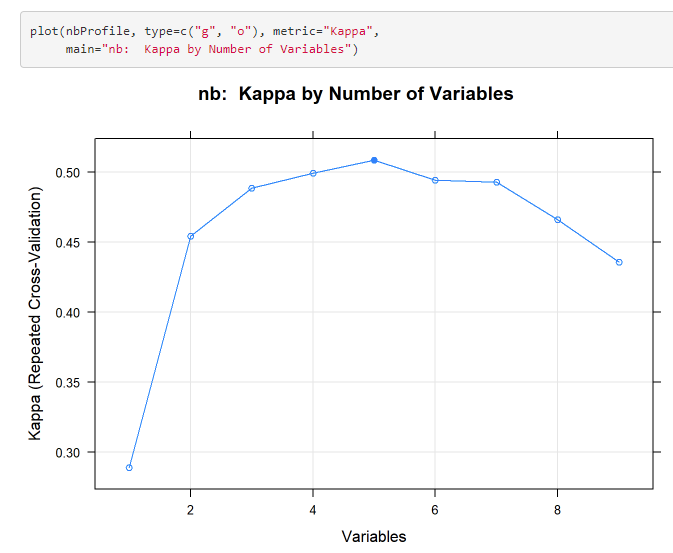 plot(nbProfile, type=c("g", "o"), metric="Kappa",
     main="nb:  Kappa by Number of Variables")
nb:  Kappa by Number of Variables
Kappa (Repeated Cross-Validation)
0.50
0.45
0.40
0.35
0.30
2 4 6 8
Variables